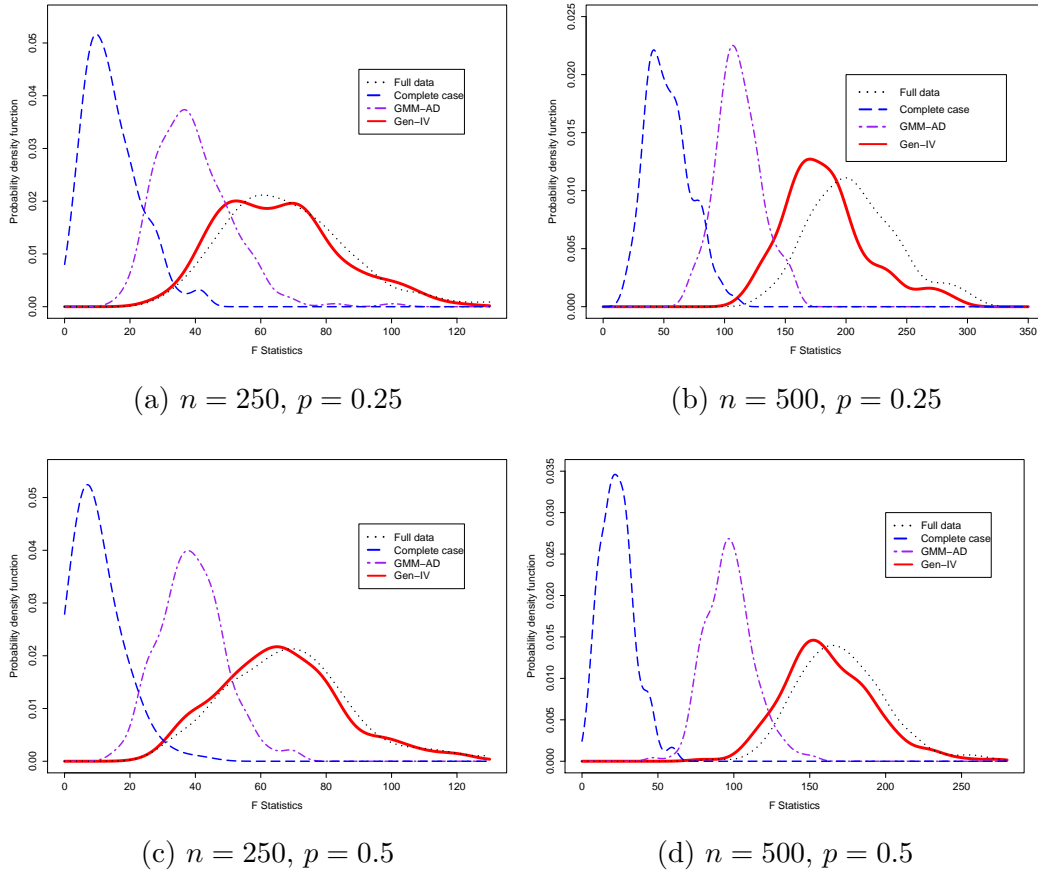 Probability density function
0.00
0.01
0.02
0.03
0.04
0.05
Full data
Complete case
GMM−AD
Gen−IV
0 20 40 60 80 100 120
F Statistics
(a) n = 250, p = 0.25
Probability density function
0.000
0.005
0.010
0.015
0.020
0.025
Full data
Complete case
GMM−AD
Gen−IV
0 50 100 150 200 250 300 350
F Statistics
(b) n = 500, p = 0.25
Probability density function
0.00
0.01
0.02
0.03
0.04
0.05
Full data
Complete case
GMM−AD
Gen−IV
0 20 40 60 80 100 120
F Statistics
(c) n = 250, p = 0.5
Probability density function
0.000
0.005
0.010
0.015
0.020
0.025
0.030
0.035
Full data
Complete case
GMM−AD
Gen−IV
0 50 100 150 200 250
F Statistics
(d) n = 500, p = 0.5